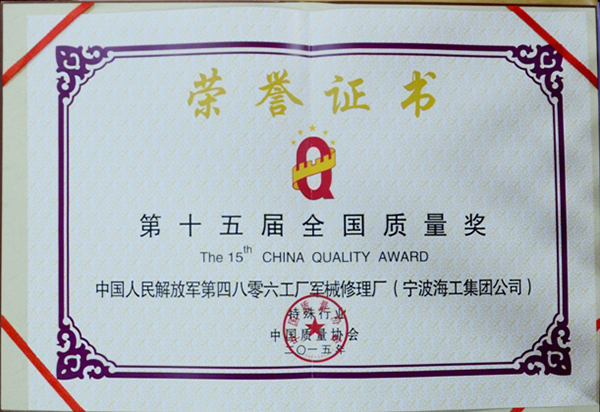 荣誉证书
Q
第十五届全国质量奖
The 15th CHINA QUALITY AWARD
中国人民解放军第四八零六工厂军械修理厂（宁波海工集团公司）
特殊行业
中国质量协会
二〇一五年